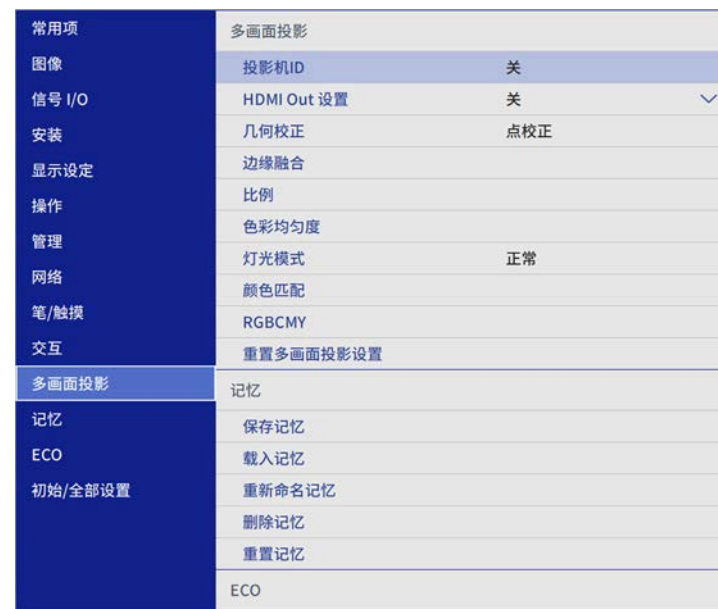 常用项
图像
信号 I/O
安装
显示设定
操作
管理
网络
笔/触摸
交互
多画面投影
记忆
ECO
初始/全部设置
多画面投影
投影机ID 关
HDMI Out 设置 关
几何校正 点校正
边缘融合
比例
色彩均匀度
灯光模式 正常
颜色匹配
RGBCMY
重置多画面投影设置
记忆
保存记忆
载入记忆
重新命名记忆
删除记忆
重置记忆
ECO